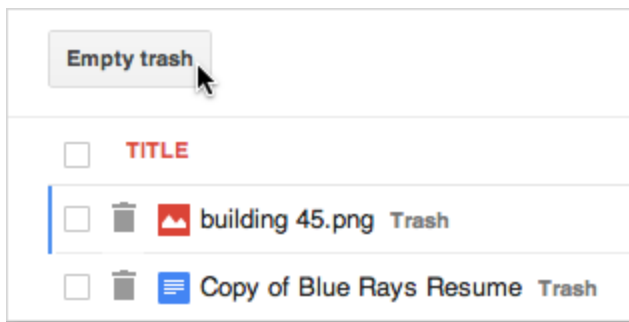 Empty trash
TITLE
building 45.png Trash
Copy of Blue Rays Resume Trash